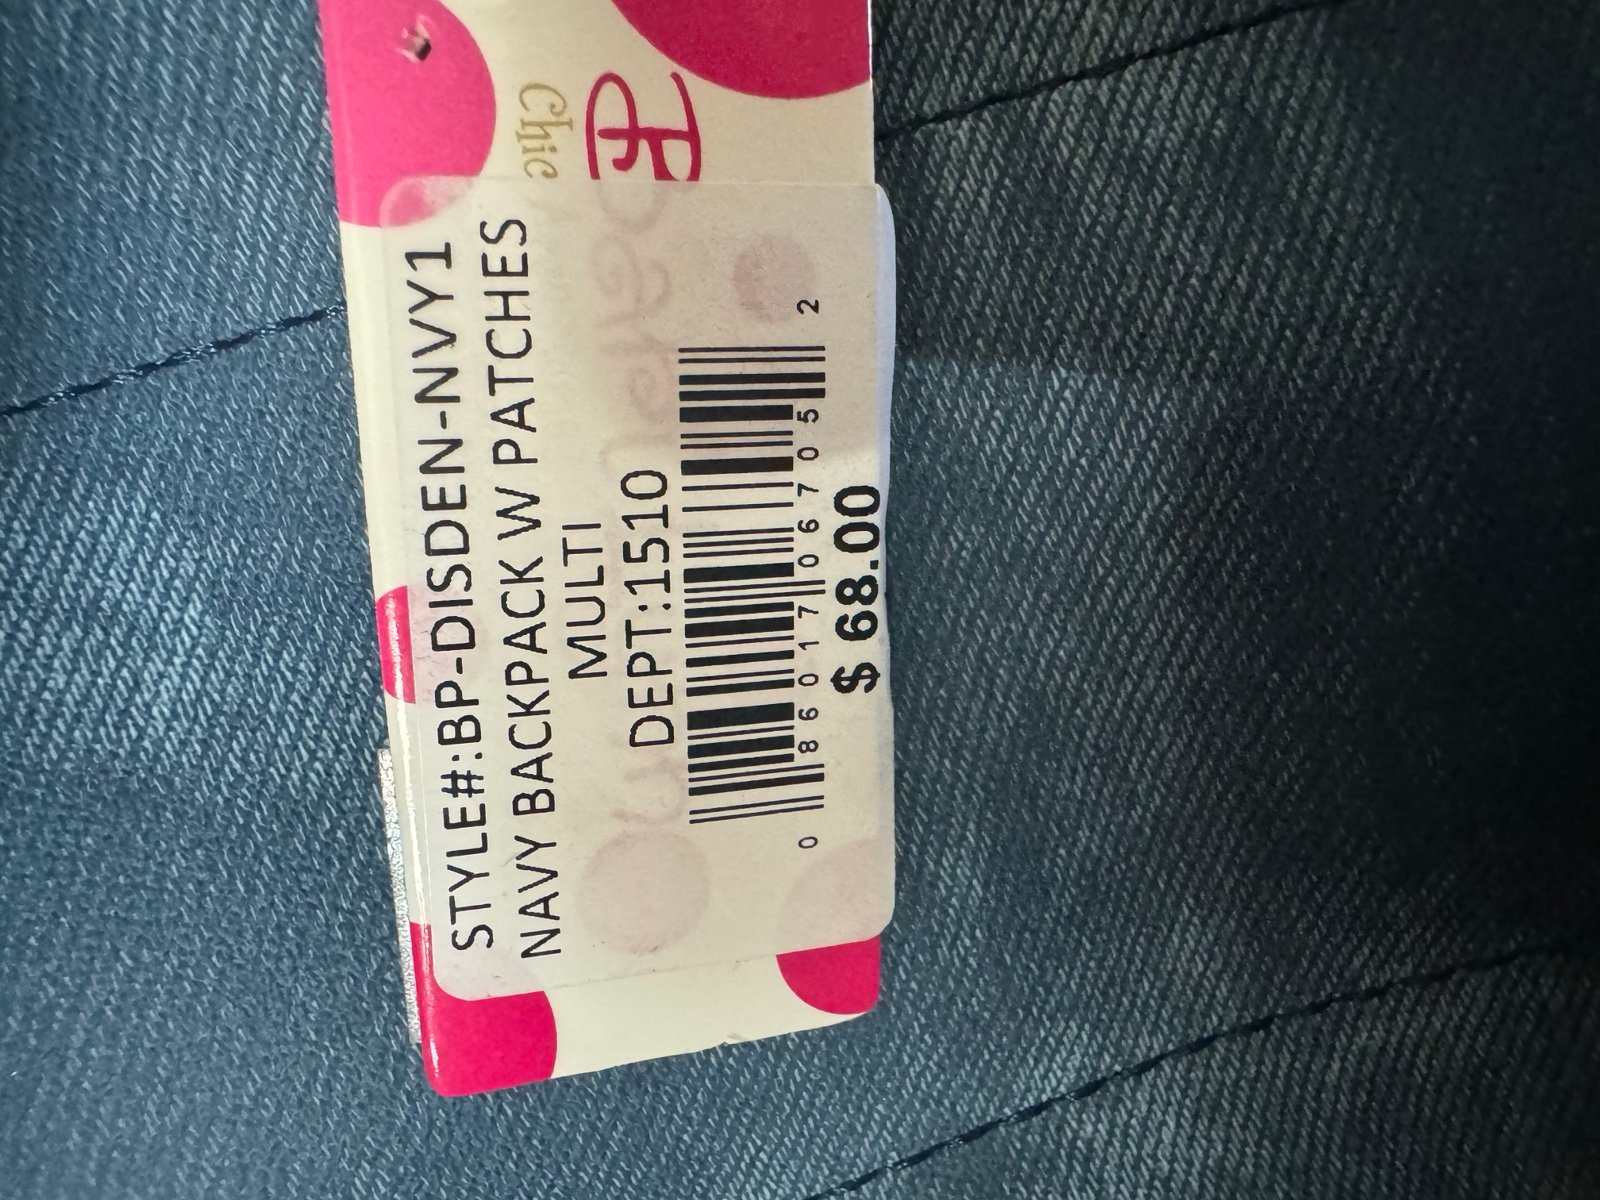 Chic
STYLE#:BP-DISDEN-NVY1
NAVY BACKPACK W PATCHES
MULTI
DEPT:1510
0 86017 06705 2
$ 68.00